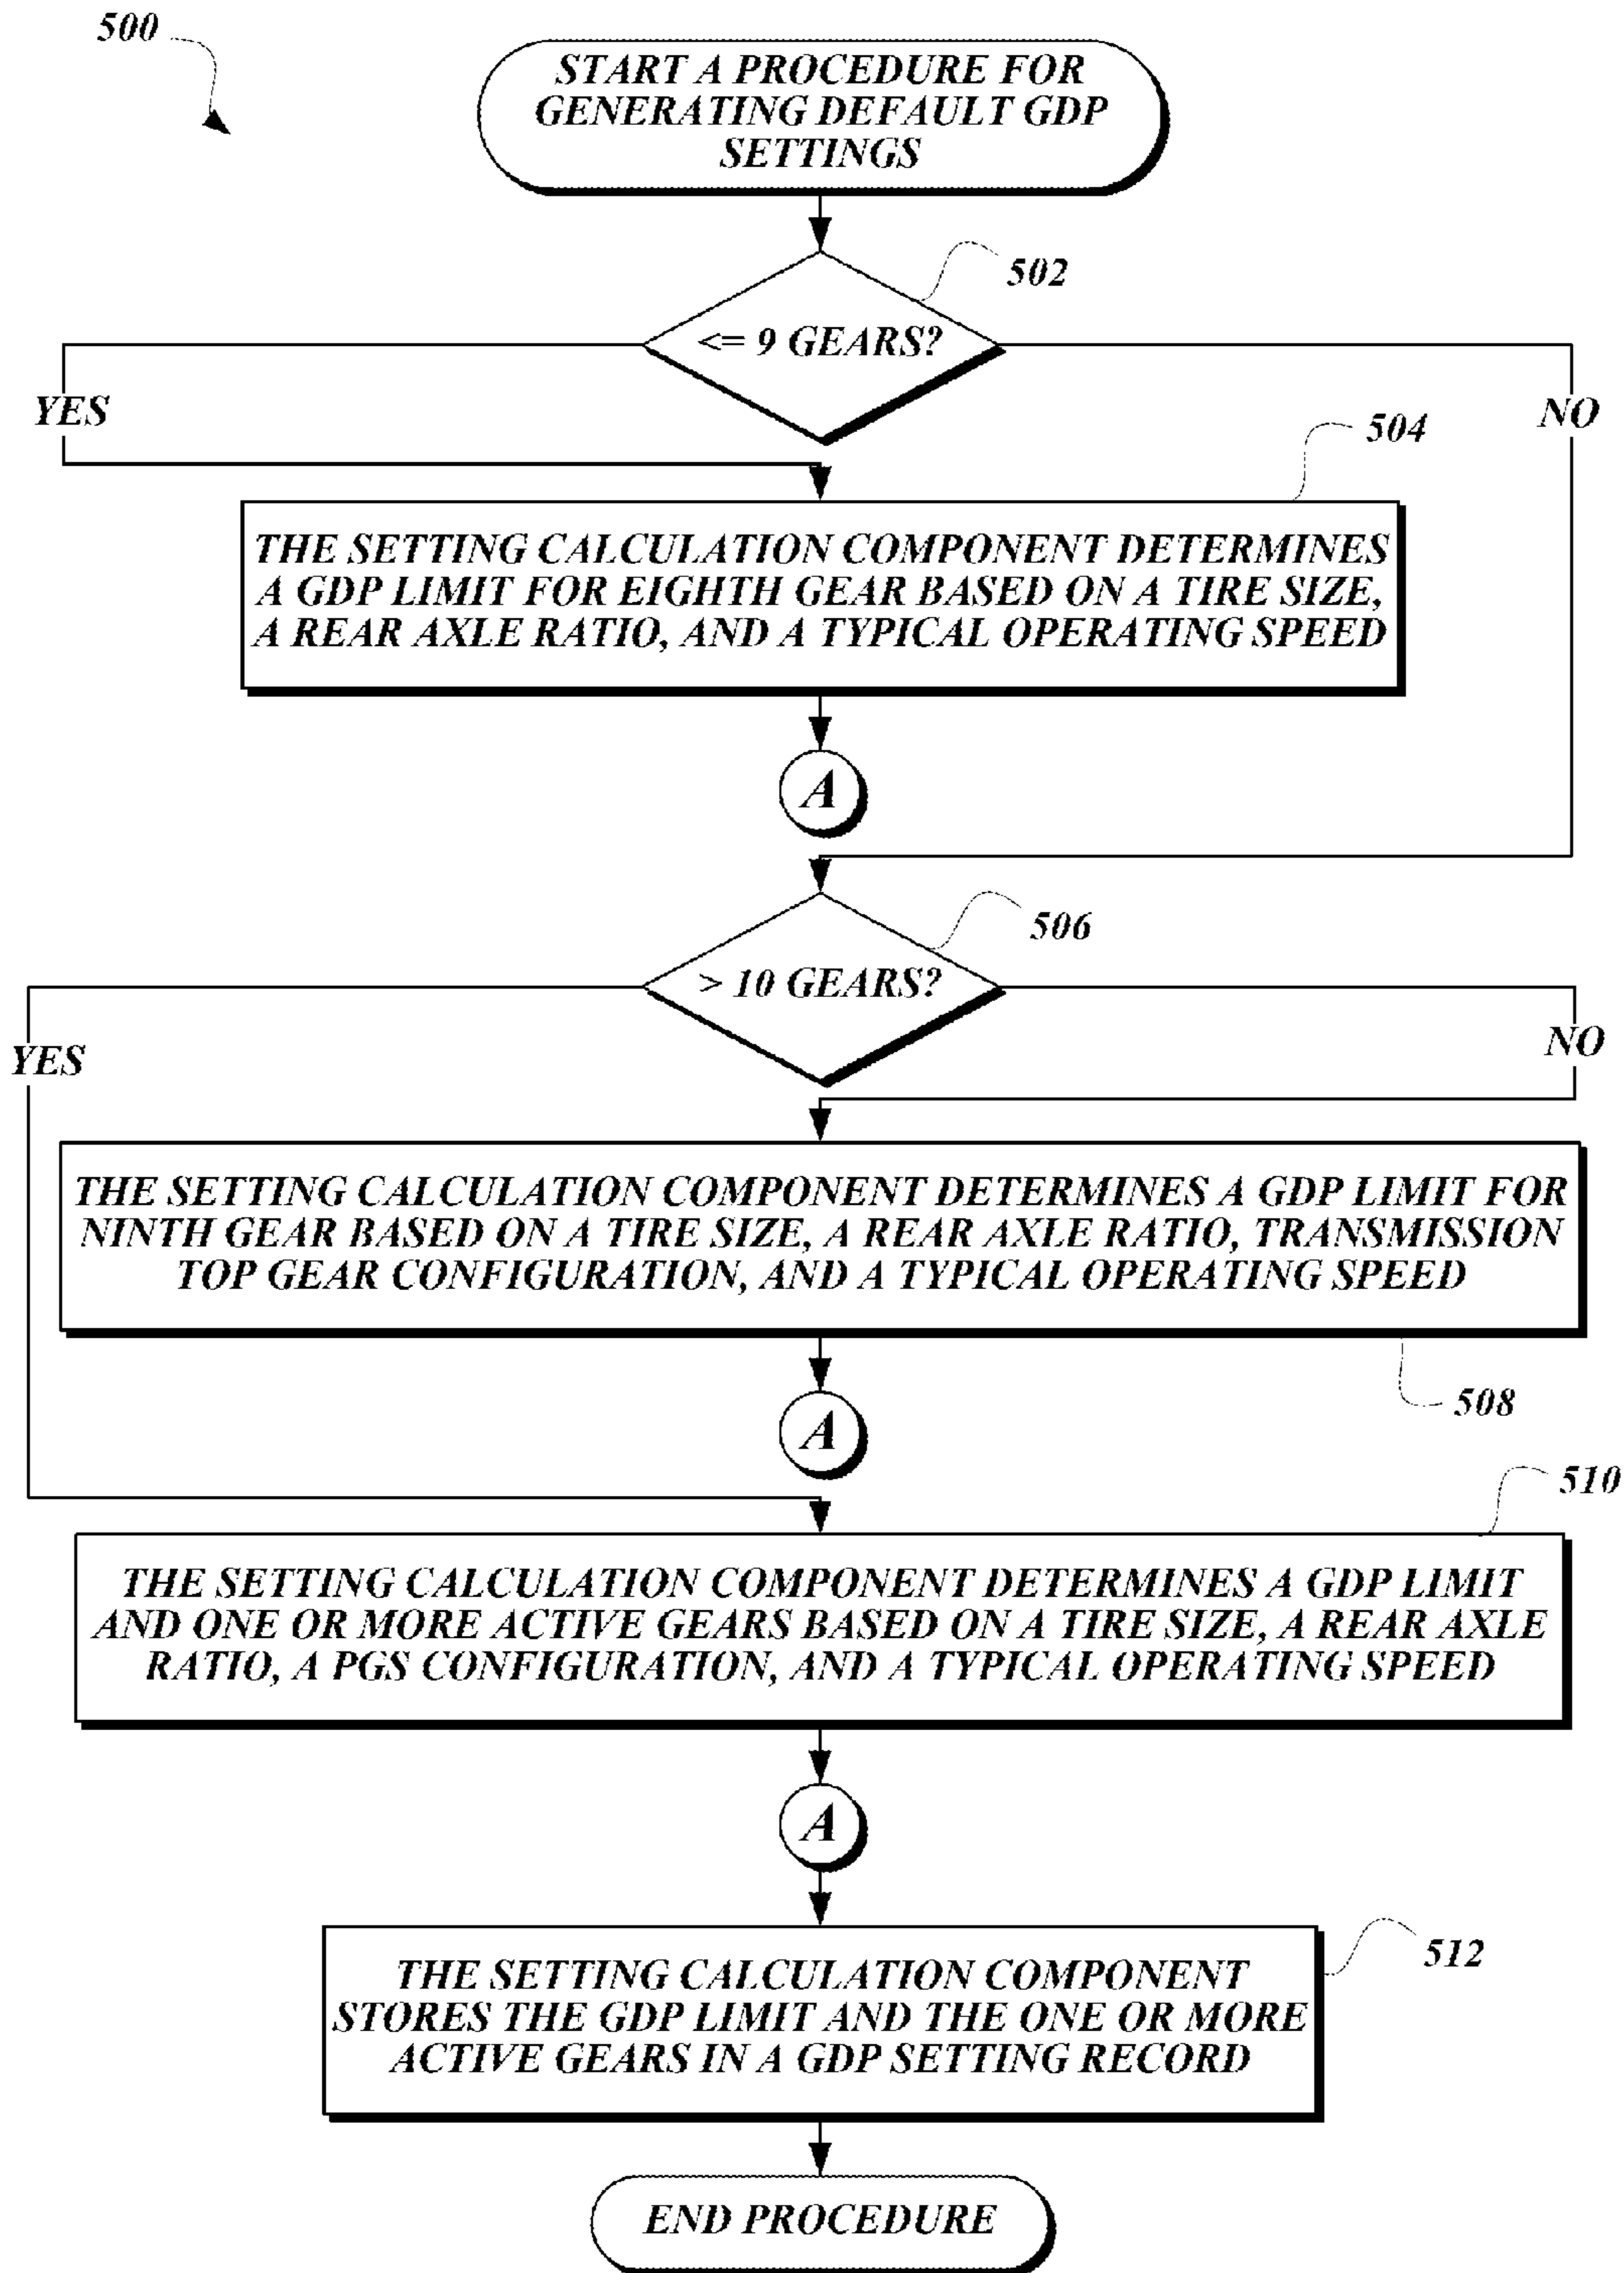 500
START A PROCEDURE FOR
GENERATING DEFAULT GDP
SETTINGS
502
<= 9 GEARS?
YES
NO
504
THE SETTING CALCULATION COMPONENT DETERMINES
A GDP LIMIT FOR EIGHTH GEAR BASED ON A TIRE SIZE,
A REAR AXLE RATIO, AND A TYPICAL OPERATING SPEED
A
506
> 10 GEARS?
YES
NO
THE SETTING CALCULATION COMPONENT DETERMINES A GDP LIMIT FOR
NINTH GEAR BASED ON A TIRE SIZE, A REAR AXLE RATIO, TRANSMISSION
TOP GEAR CONFIGURATION, AND A TYPICAL OPERATING SPEED
508
A
510
THE SETTING CALCULATION COMPONENT DETERMINES A GDP LIMIT
AND ONE OR MORE ACTIVE GEARS BASED ON A TIRE SIZE, A REAR AXLE
RATIO, A PGS CONFIGURATION, AND A TYPICAL OPERATING SPEED
A
512
THE SETTING CALCULATION COMPONENT
STORES THE GDP LIMIT AND THE ONE OR MORE
ACTIVE GEARS IN A GDP SETTING RECORD
END PROCEDURE